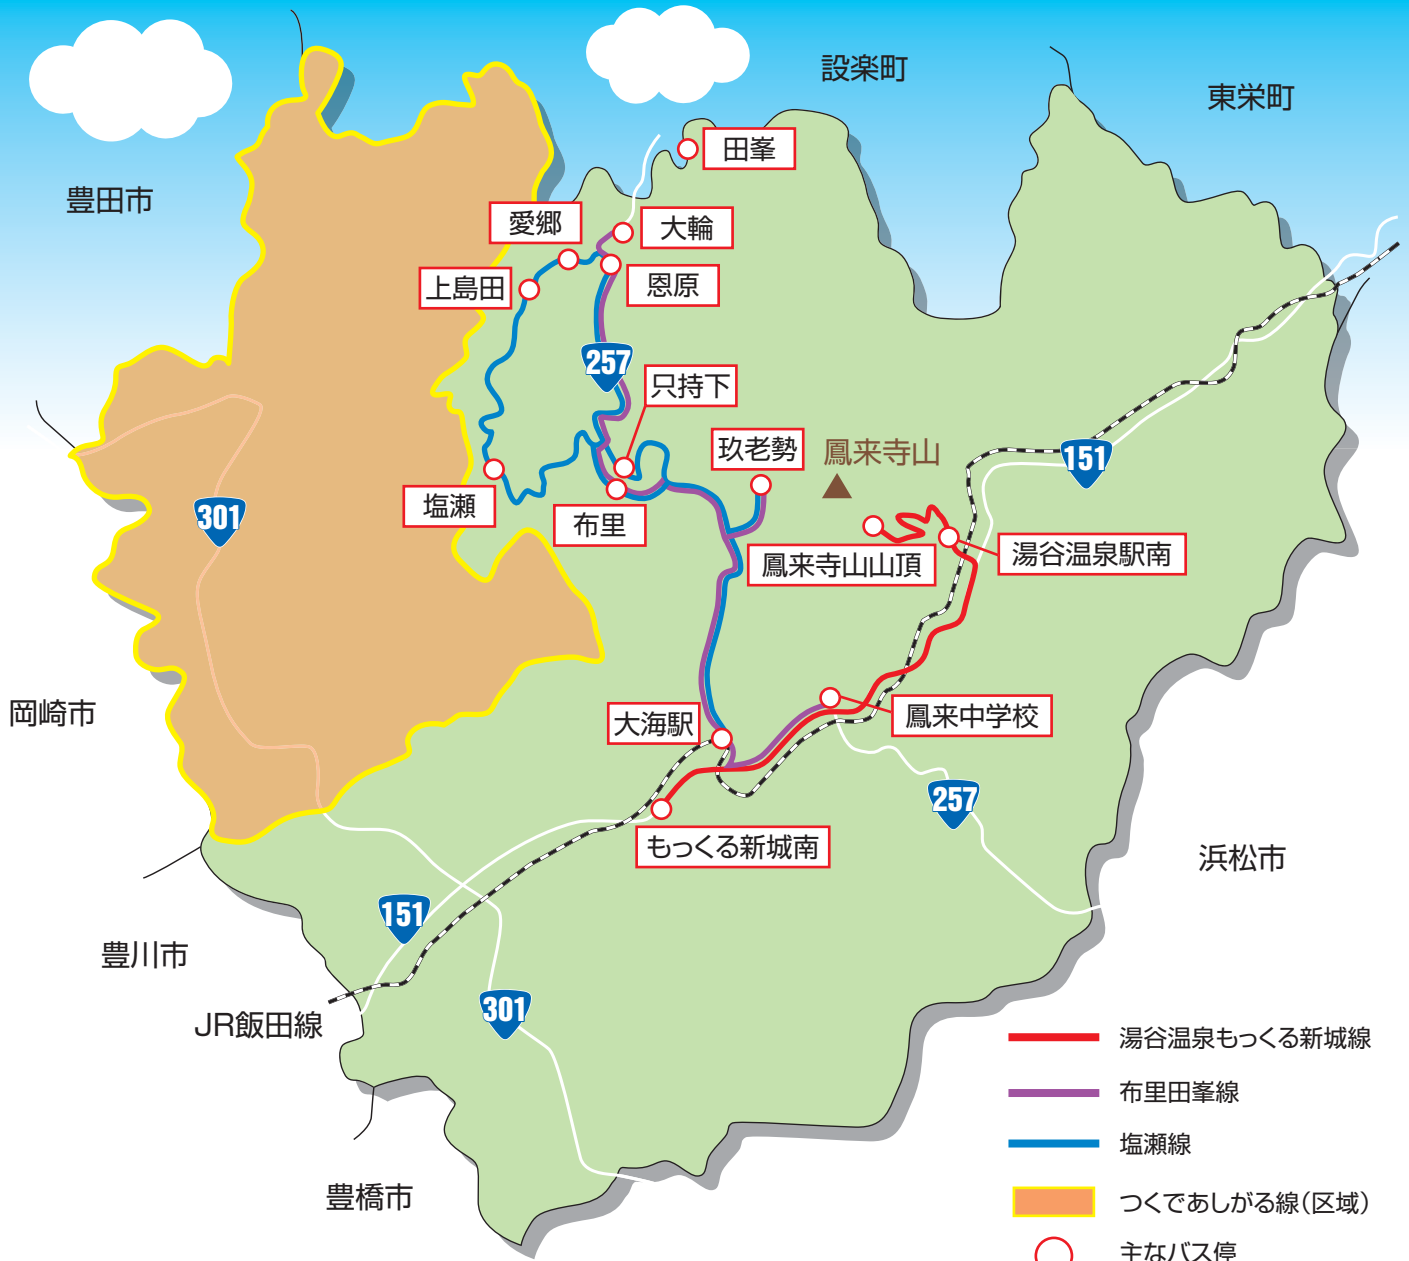 設楽町
東栄町
田峯
豊田市
愛郷
大輪
上島田
恩原
257
只持下
玖老勢
鳳来寺山
151
塩瀬
布里
301
鳳来寺山山頂
湯谷温泉駅南
岡崎市
大海駅
鳳来中学校
257
もっくる新城南
浜松市
151
豊川市
JR飯田線
301
豊橋市
湯谷温泉もっくる新城線
布里田峯線
塩瀬線
つくであしがる線(区域)
主なバス停